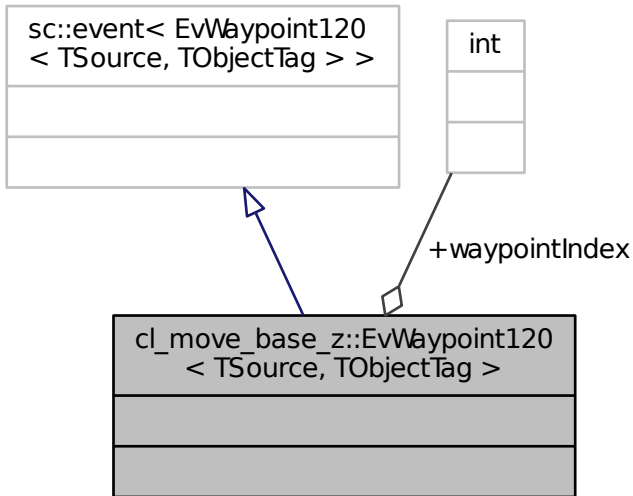 sc::event< EvWaypoint120
< TSource, TObjectTag > >
int
+waypointIndex
cl_move_base_z::EvWaypoint120
< TSource, TObjectTag >